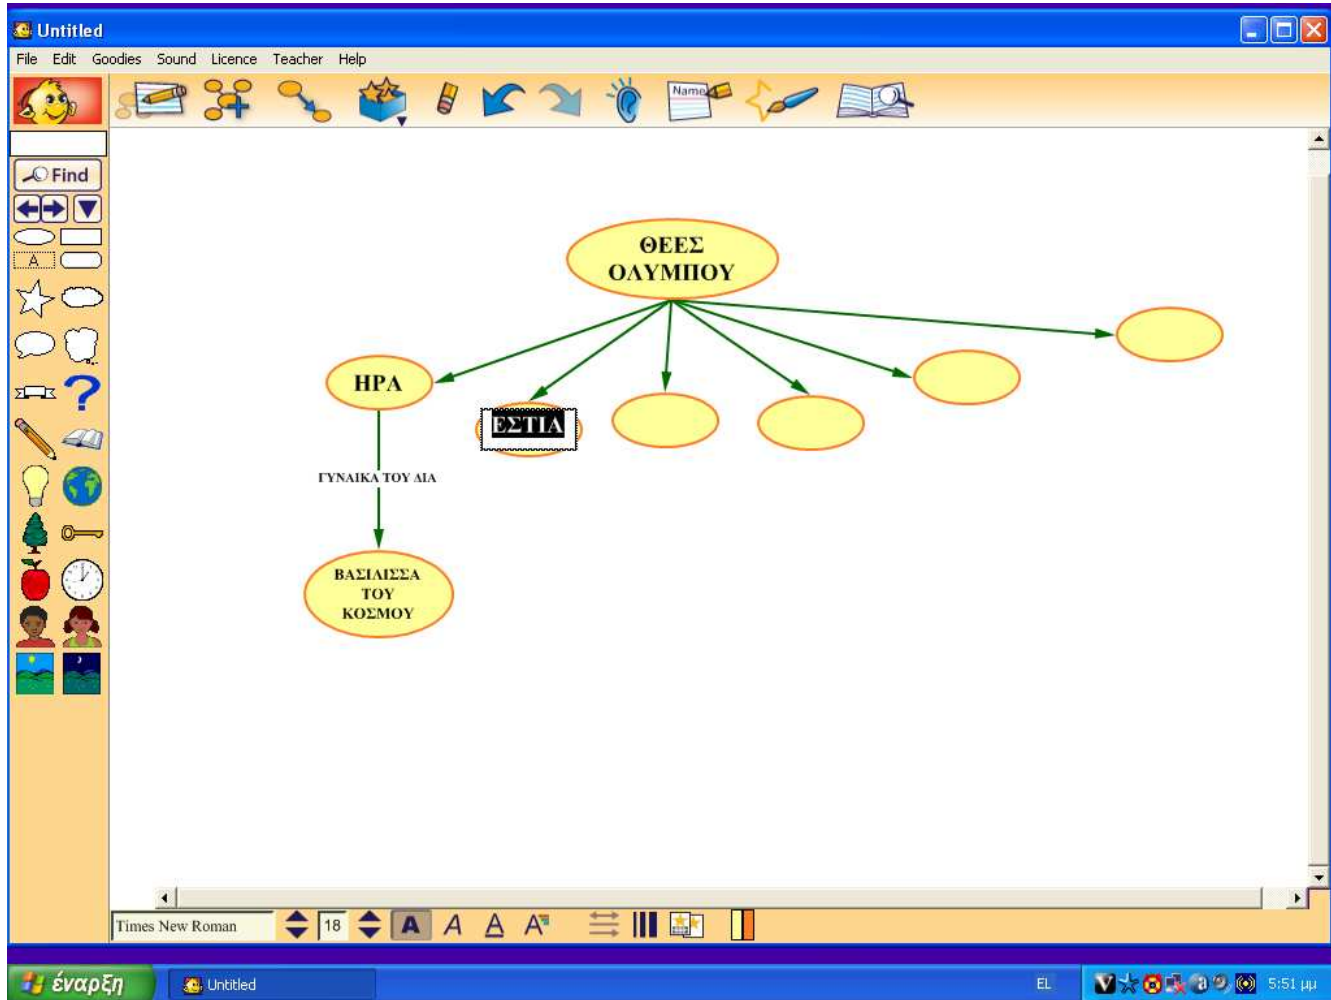 Untitled
File Edit Goodies Sound Licence Teacher Help
Name
Find
A
ΘΕΕΣ
ΟΛΥΜΠΟΥ
ΗΡΑ
ΕΣΤΙΑ
ΓΥΝΑΙΚΑ ΤΟΥ ΔΙΑ
ΒΑΣΙΛΙΣΣΑ
ΤΟΥ
ΚΟΣΜΟΥ
Times New Roman 18 A A A A
έναρξη Untitled EL 5:51 μμ